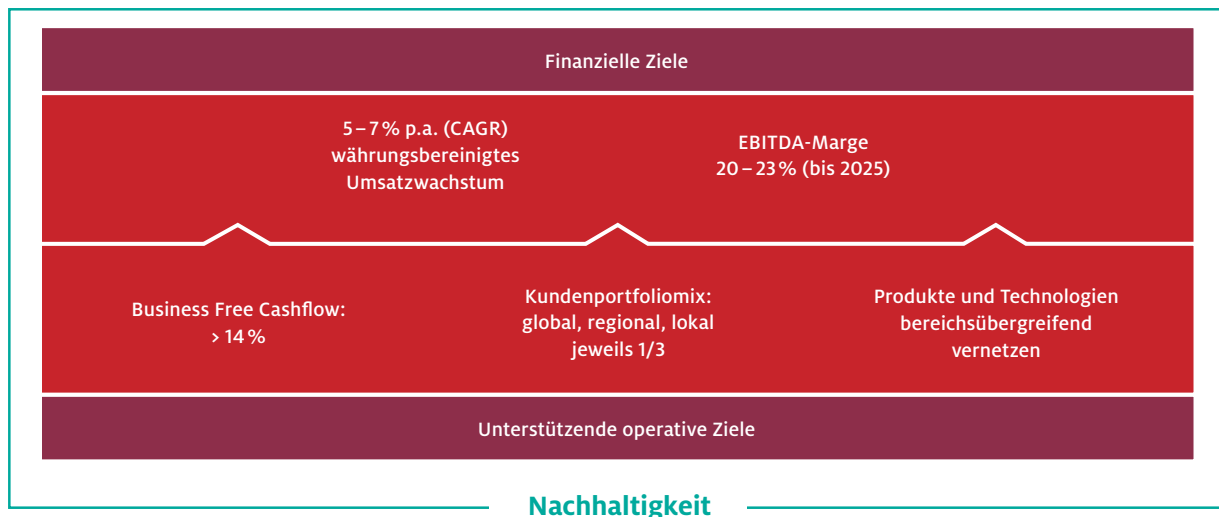 Finanzielle Ziele
5 – 7 % p.a. (CAGR)
währungsbereinigtes
Umsatzwachstum
EBITDA-Marge
20 – 23 % (bis 2025)
Business Free Cashflow:
> 14 %
Kundenportfoliomix:
global, regional, lokal
jeweils 1/3
Produkte und Technologien
bereichsübergreifend
vernetzen
Unterstützende operative Ziele
Nachhaltigkeit